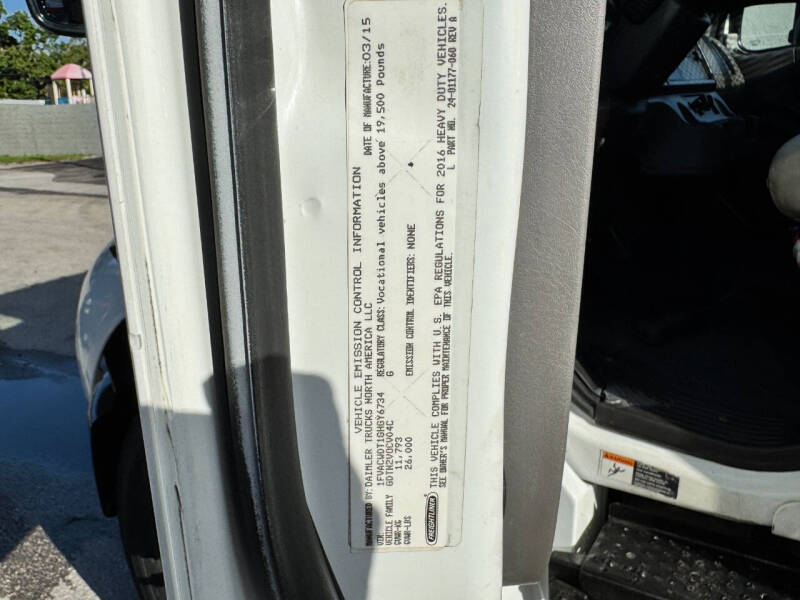 VEHICLE EMISSION CONTROL INFORMATION
MANUFACTURED BY: DAIMLER TRUCKS NORTH AMERICA LLC DATE OF MANUFACTURE: 03/15
VIN: 1FVACWDT1GHGY6734 REGULATORY CLASS: Vocational vehicles above 19,500 Pounds
VEHICLE FAMILY GDTN2VOCV04C G
GVWR-KG 11,793 EMISSION CONTROL IDENTIFIERS: NONE
GVWR-LBS 26,000
THIS VEHICLE COMPLIES WITH U.S. EPA REGULATIONS FOR 2016 HEAVY DUTY VEHICLES.
SEE OWNER'S MANUAL FOR PROPER MAINTENANCE OF THIS VEHICLE. L PART NO. 24-01177-060 REV A
FREIGHTLINER